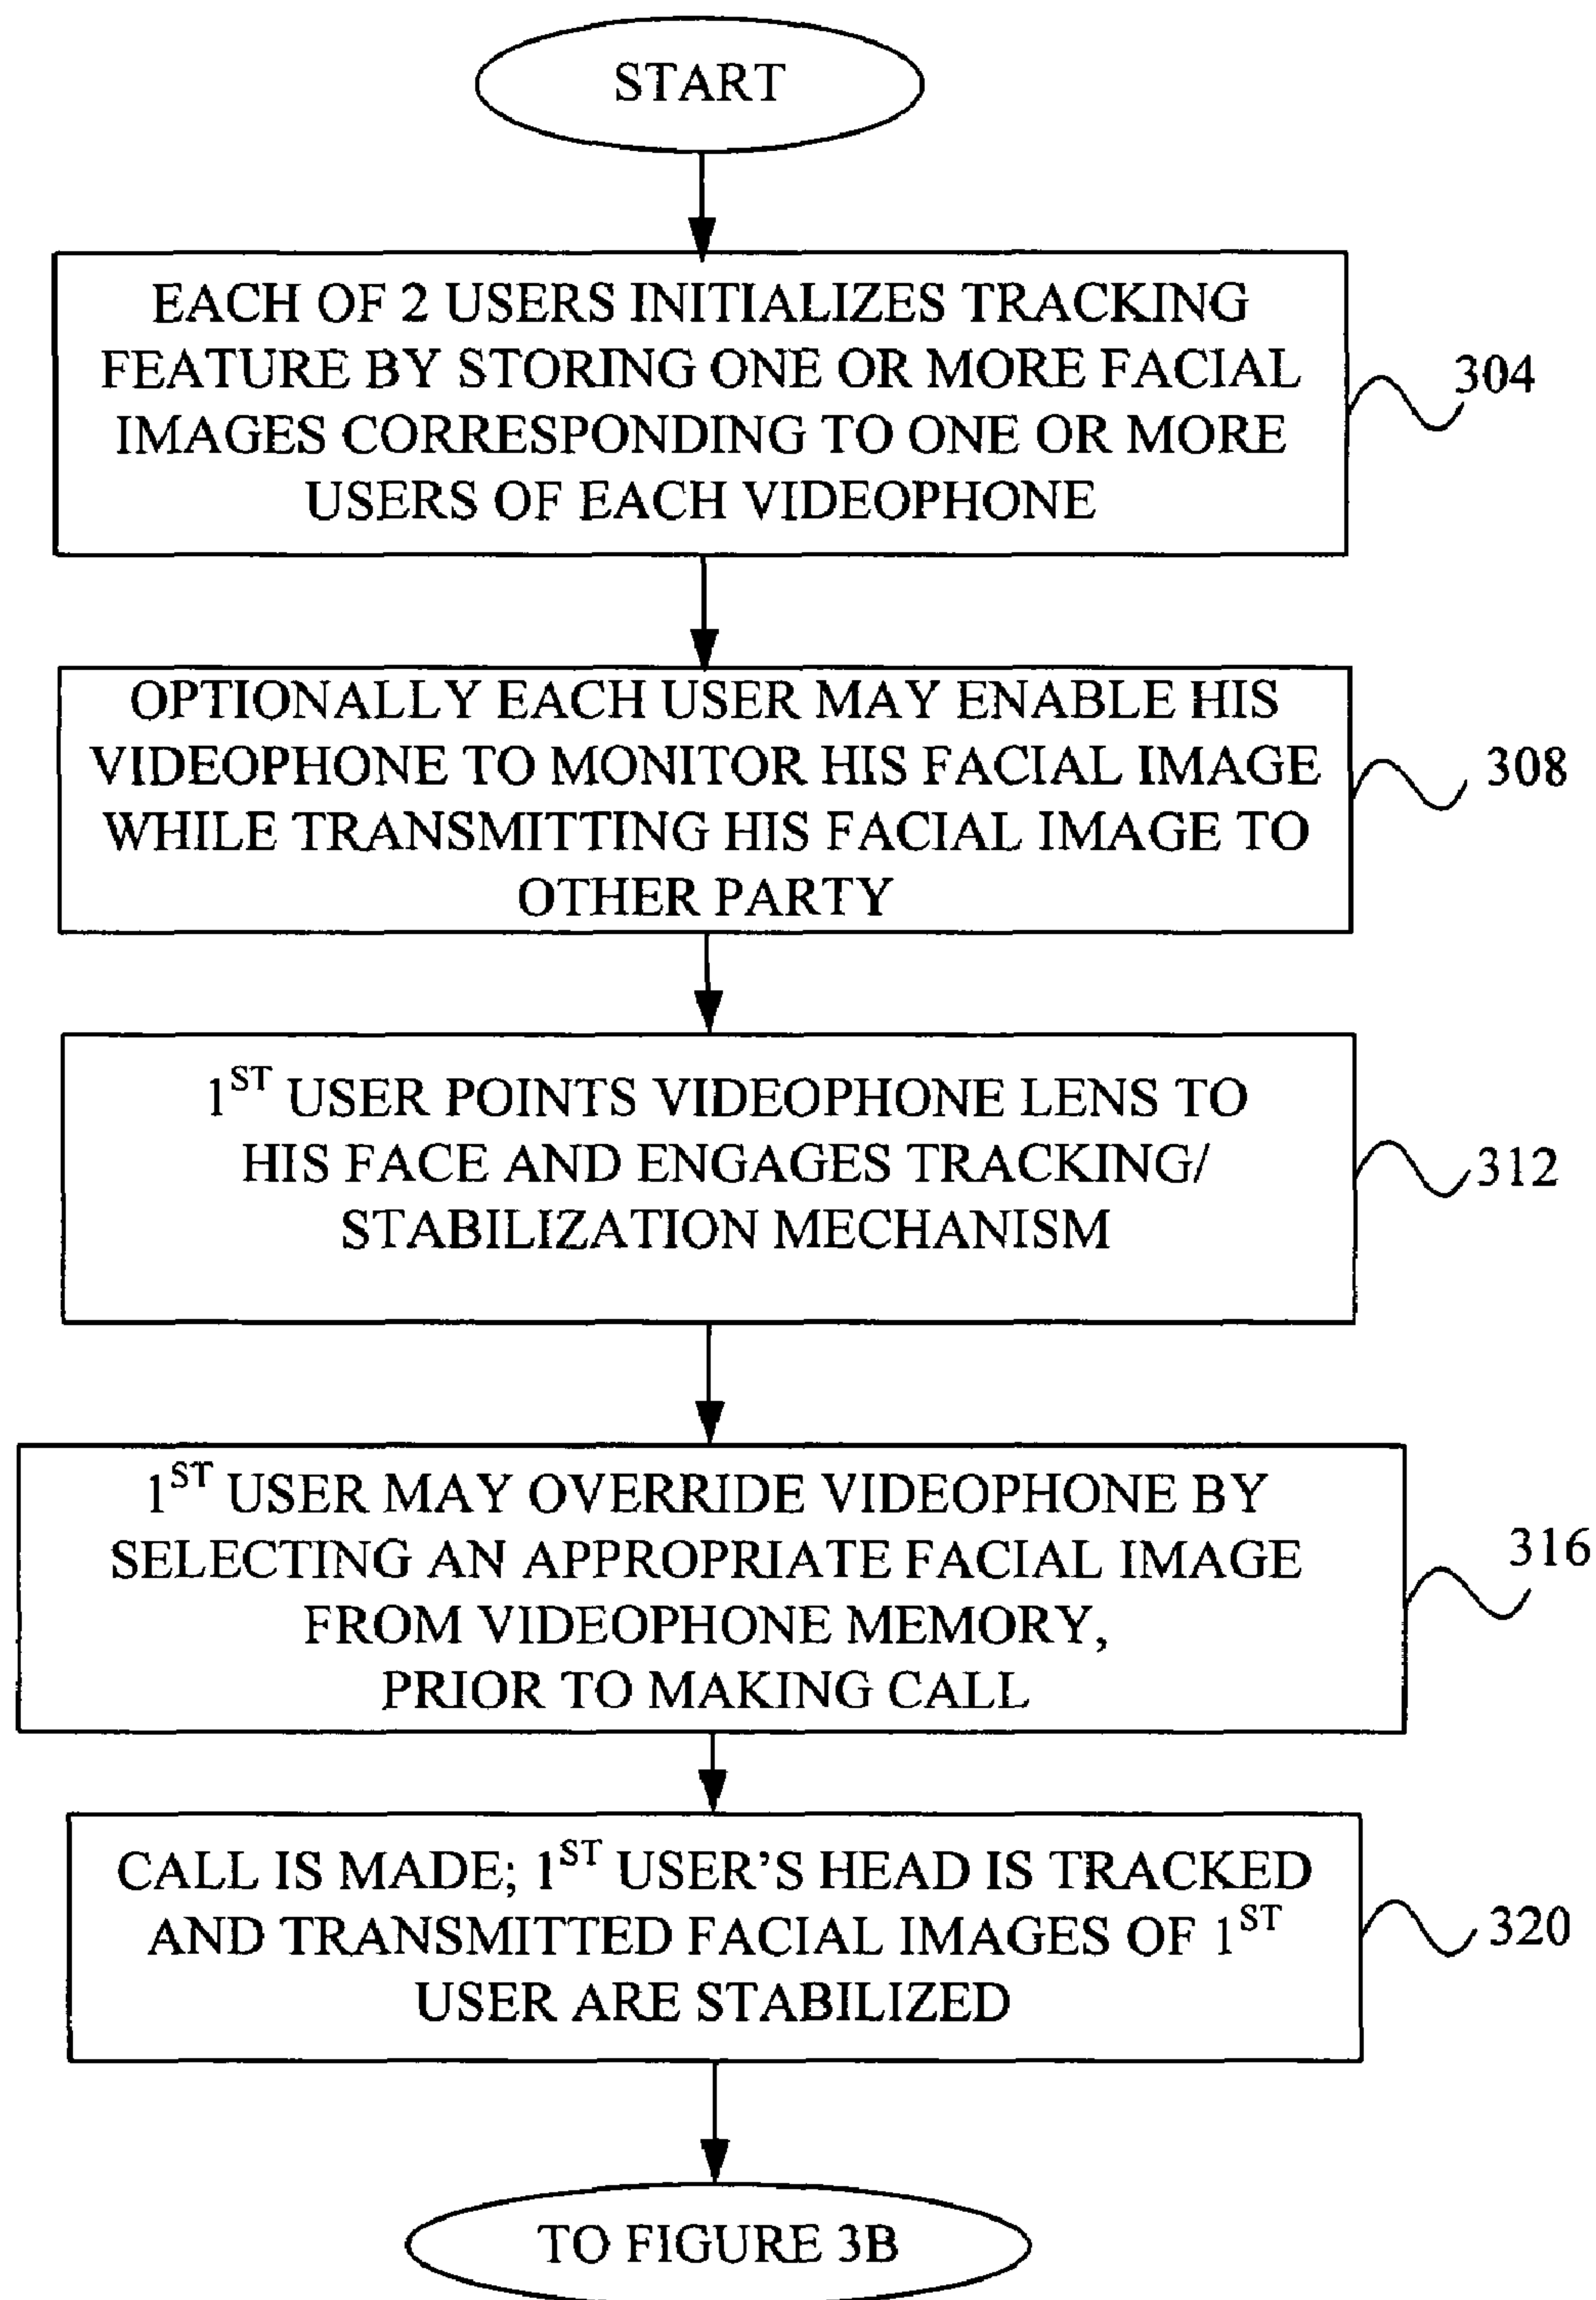 START
EACH OF 2 USERS INITIALIZES TRACKING
FEATURE BY STORING ONE OR MORE FACIAL
IMAGES CORRESPONDING TO ONE OR MORE
USERS OF EACH VIDEOPHONE
304
OPTIONALLY EACH USER MAY ENABLE HIS
VIDEOPHONE TO MONITOR HIS FACIAL IMAGE
WHILE TRANSMITTING HIS FACIAL IMAGE TO
OTHER PARTY
308
1ST USER POINTS VIDEOPHONE LENS TO
HIS FACE AND ENGAGES TRACKING/
STABILIZATION MECHANISM
312
1ST USER MAY OVERRIDE VIDEOPHONE BY
SELECTING AN APPROPRIATE FACIAL IMAGE
FROM VIDEOPHONE MEMORY,
PRIOR TO MAKING CALL
316
CALL IS MADE; 1ST USER’S HEAD IS TRACKED
AND TRANSMITTED FACIAL IMAGES OF 1ST
USER ARE STABILIZED
320
TO FIGURE 3B